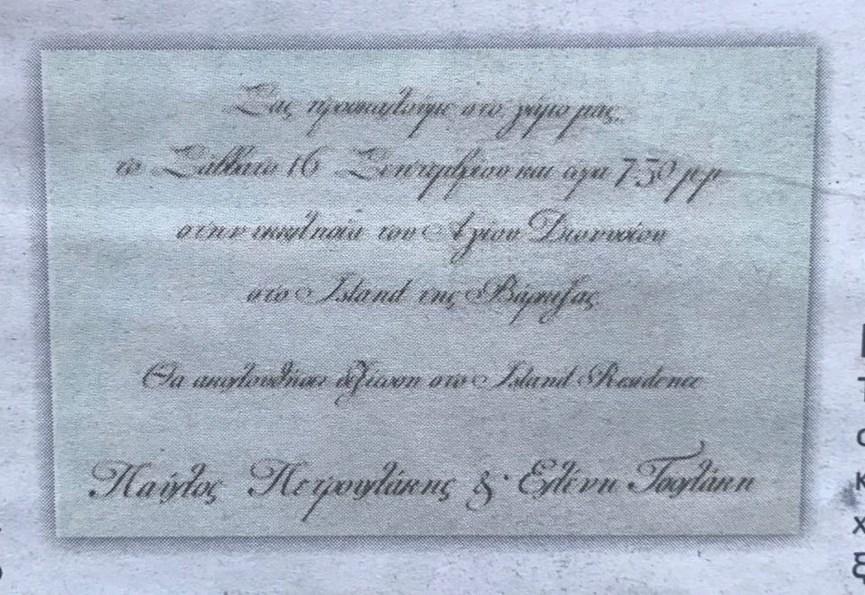 Σας προσκαλούμε στο γάμο μας
το Σάββατο 16 Σεπτεμβρίου και ώρα 7.30 μμ
στην εκκλησία του Αγίου Διονυσίου
στο Island της Βάρκιζας
Θα ακολουθήσει δεξίωση στο Island Residence
Παύλος Πετρουλάκης & Ελένη